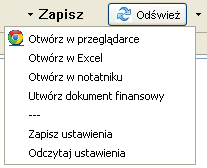 Zapisz Odśwież
Otwórz w przeglądarce
Otwórz w Excel
Otwórz w notatniku
Utwórz dokument finansowy
---
Zapisz ustawienia
Odczytaj ustawienia